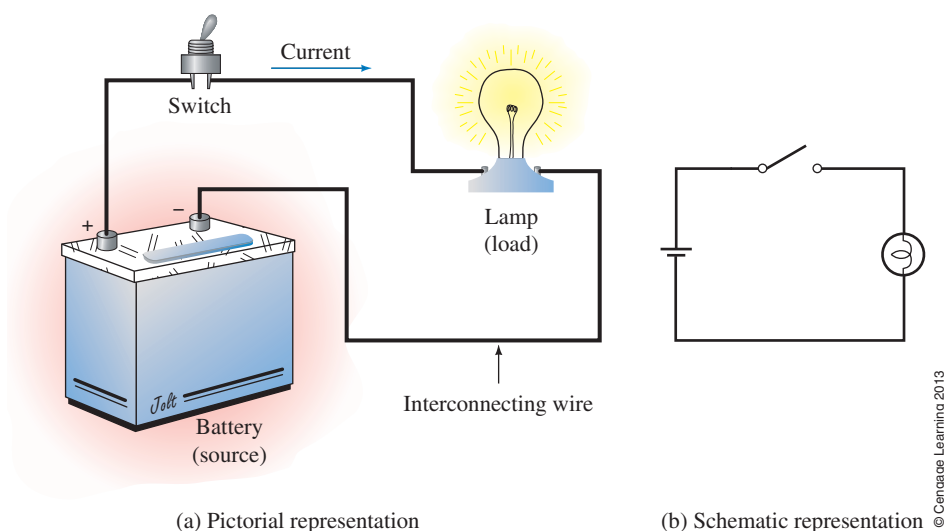 Current
Switch
+
−
Lamp
(load)
Jolt
Battery
(source)
Interconnecting wire
(a) Pictorial representation
(b) Schematic representation
© Cengage Learning 2013